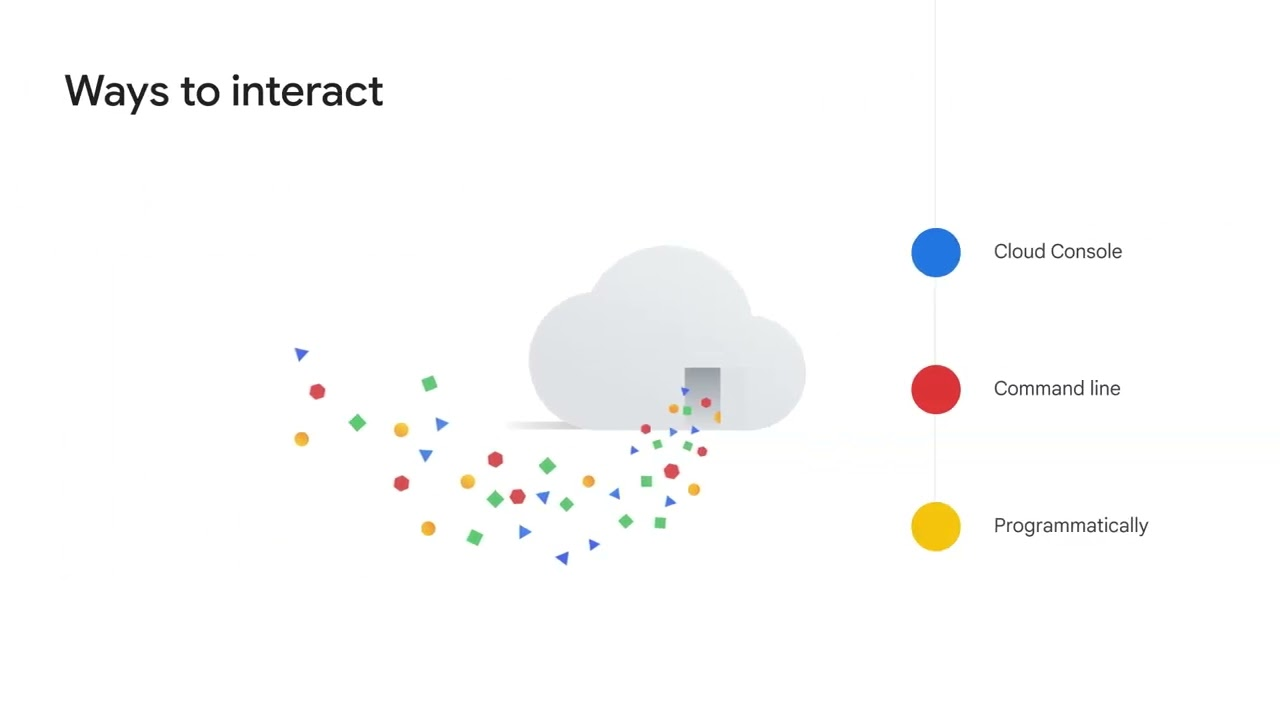 Ways to interact
Cloud Console
Command line
Programmatically